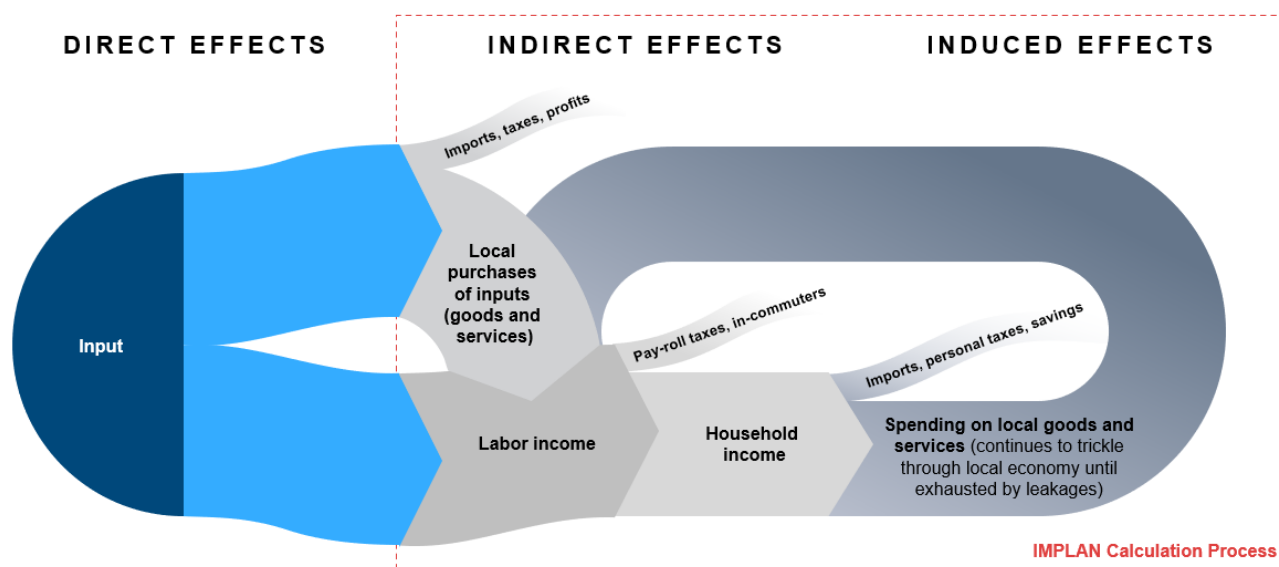 DIRECT EFFECTS
INDIRECT EFFECTS
INDUCED EFFECTS
Imports, taxes, profits
Local
purchases
of inputs
(goods and
services)
Input
Pay-roll taxes, in-commuters
Imports, personal taxes, savings
Labor income
Household
income
Spending on local goods and
services (continues to trickle
through local economy until
exhausted by leakages)
IMPLAN Calculation Process